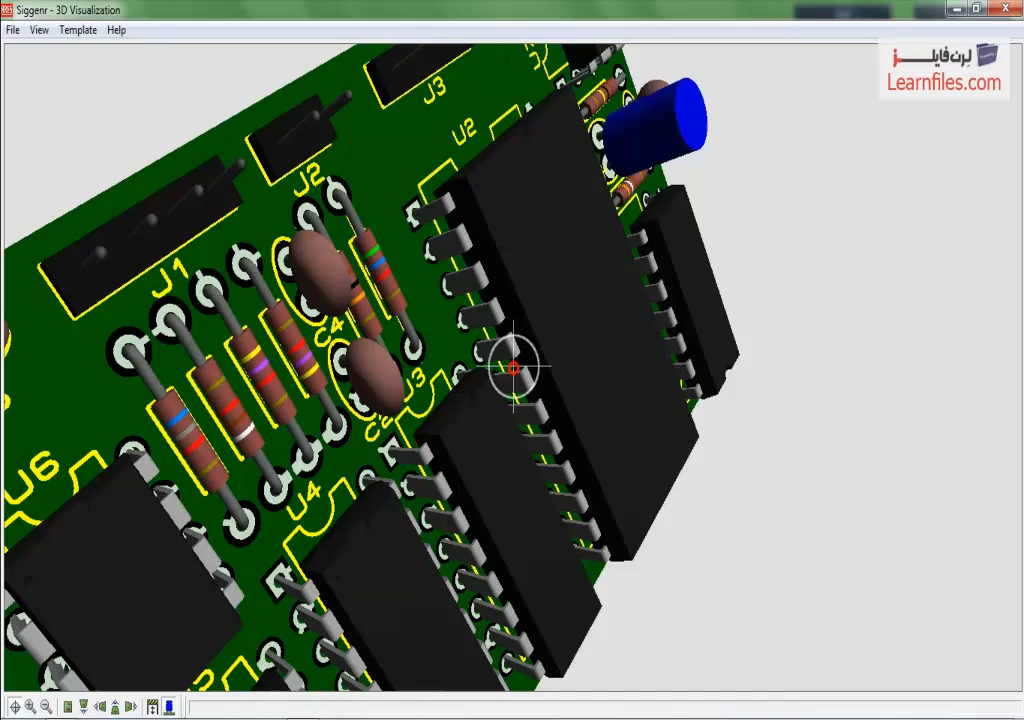 Siggenr - 3D Visualization
File View Template Help
لرن‌فایلز
Learnfiles.com
J3
U2
J2
J1
C4
U3
C2
U6
U4